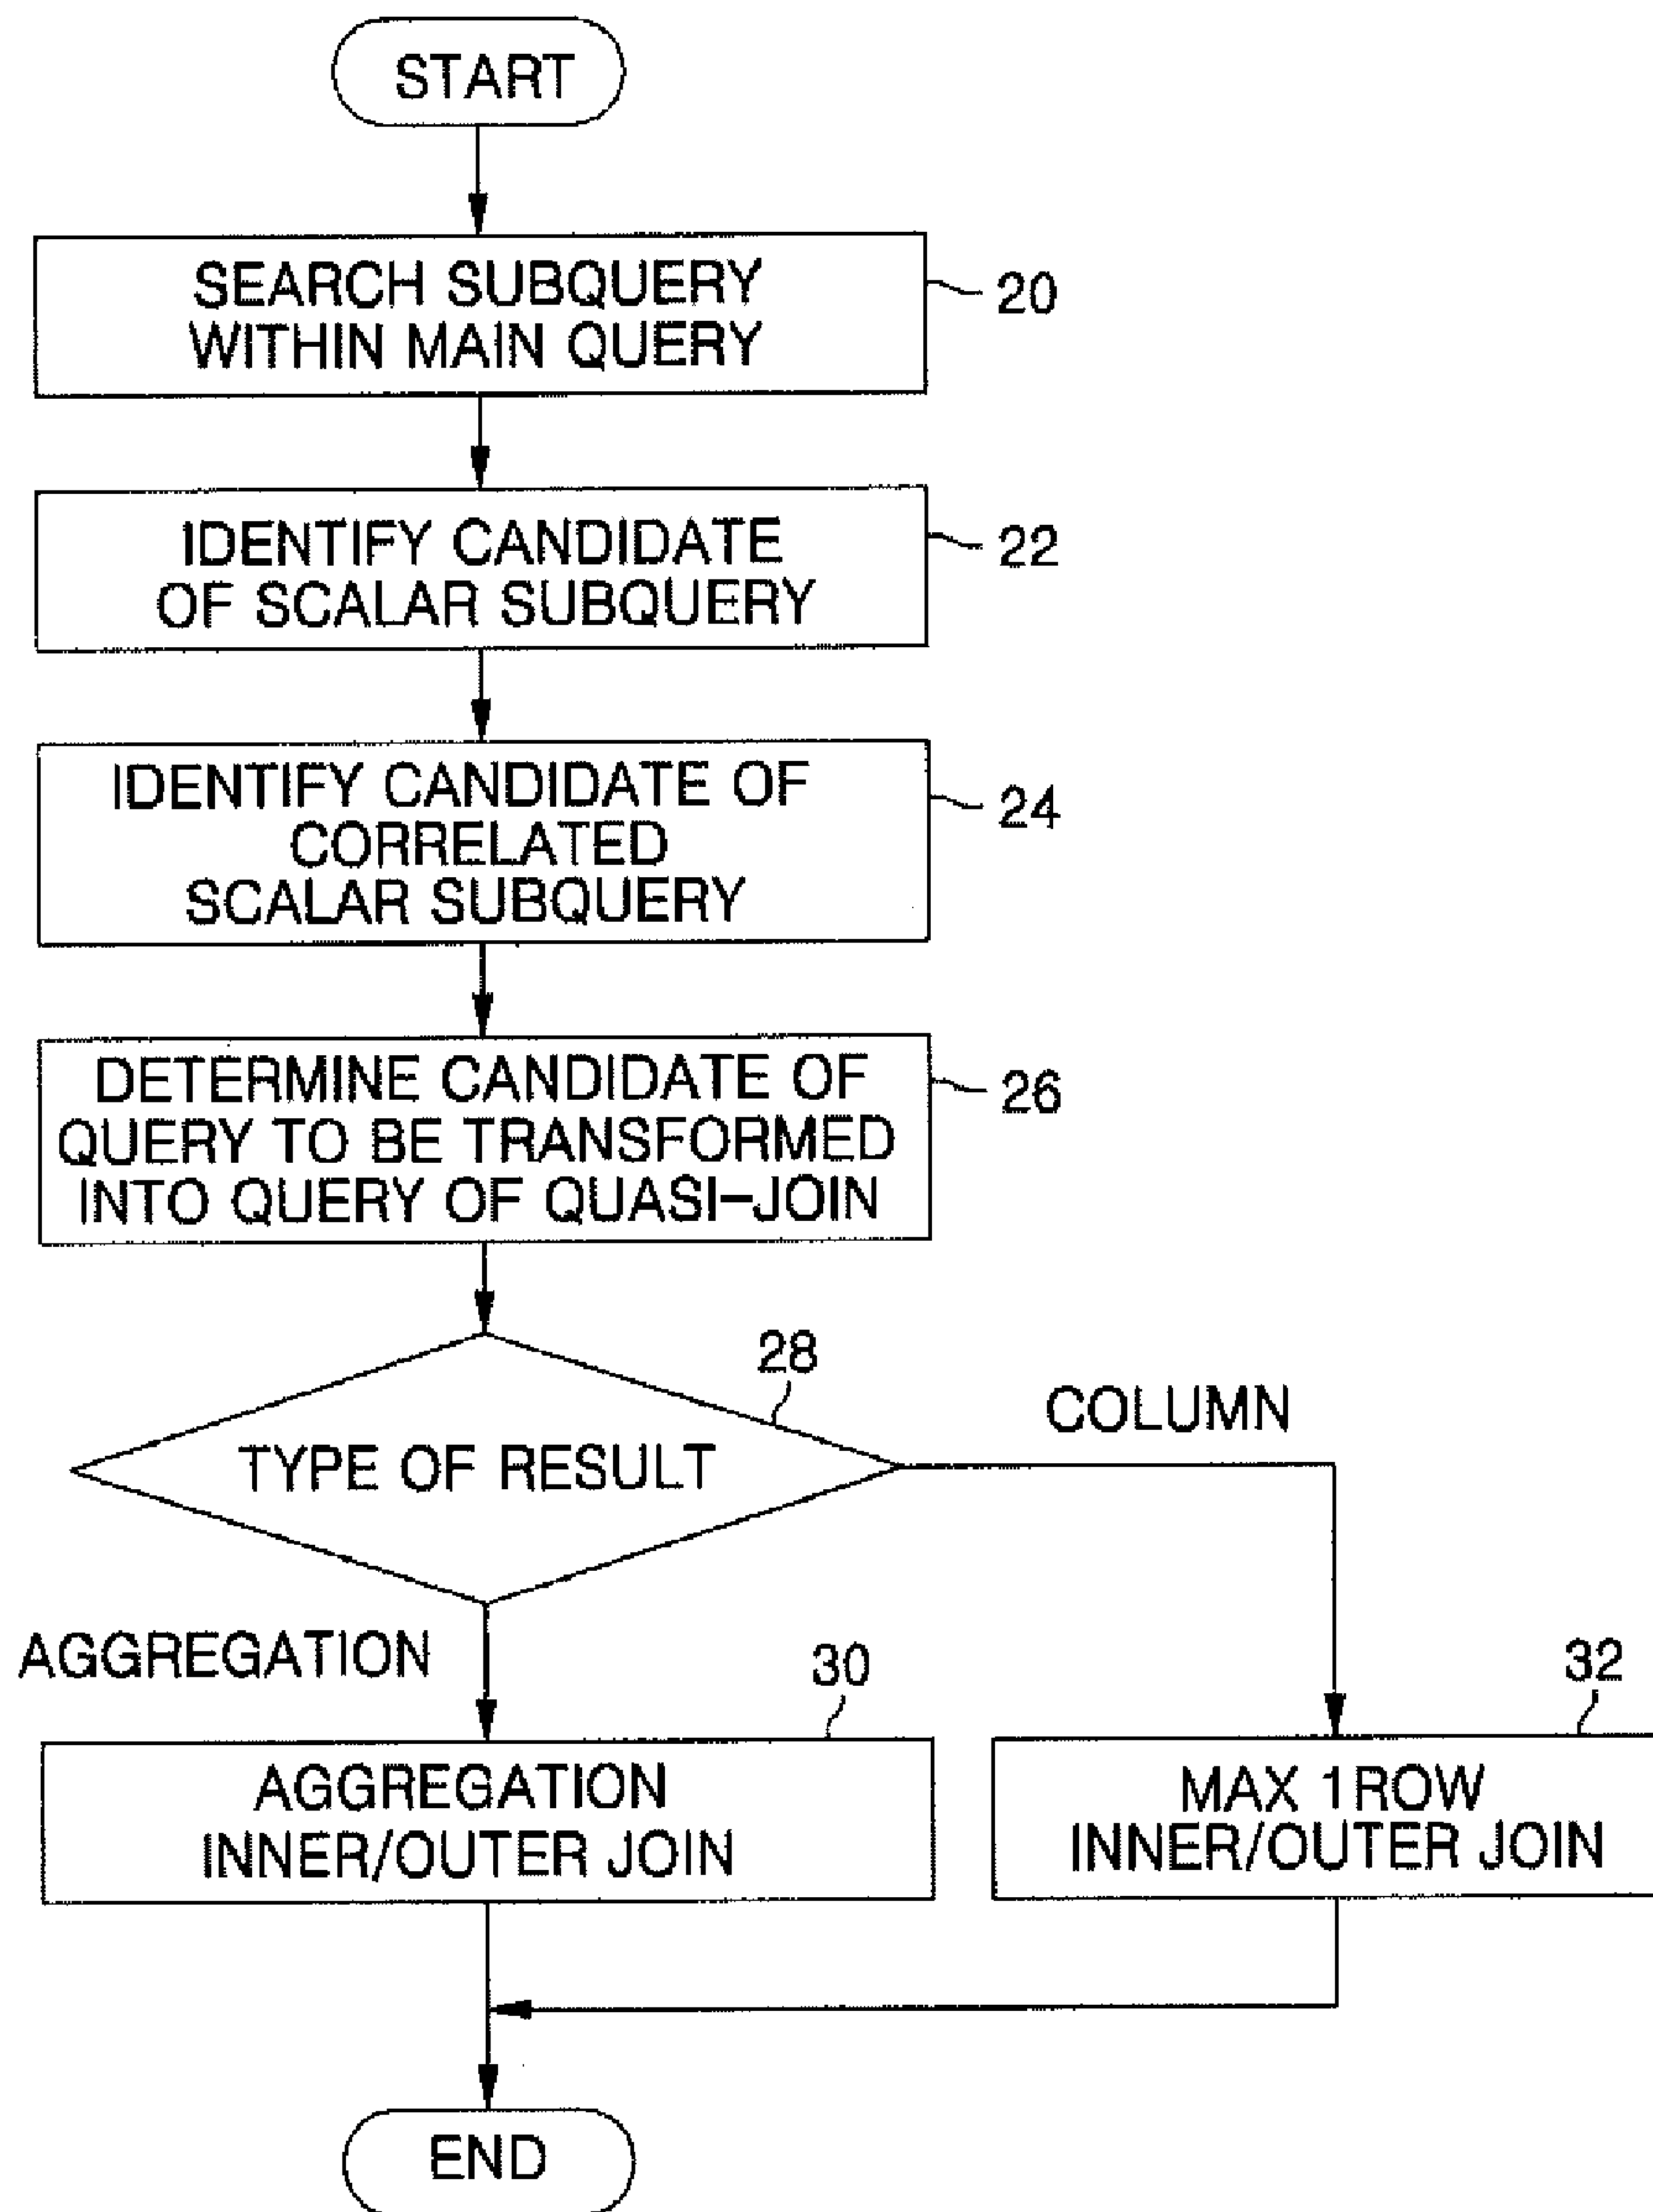 START
SEARCH SUBQUERY
WITHIN MAIN QUERY
20
IDENTIFY CANDIDATE
OF SCALAR SUBQUERY
22
IDENTIFY CANDIDATE OF
CORRELATED
SCALAR SUBQUERY
24
DETERMINE CANDIDATE OF
QUERY TO BE TRANSFORMED
INTO QUERY OF QUASI-JOIN
26
28
TYPE OF RESULT
COLUMN
AGGREGATION
30
AGGREGATION
INNER/OUTER JOIN
32
MAX 1ROW
INNER/OUTER JOIN
END